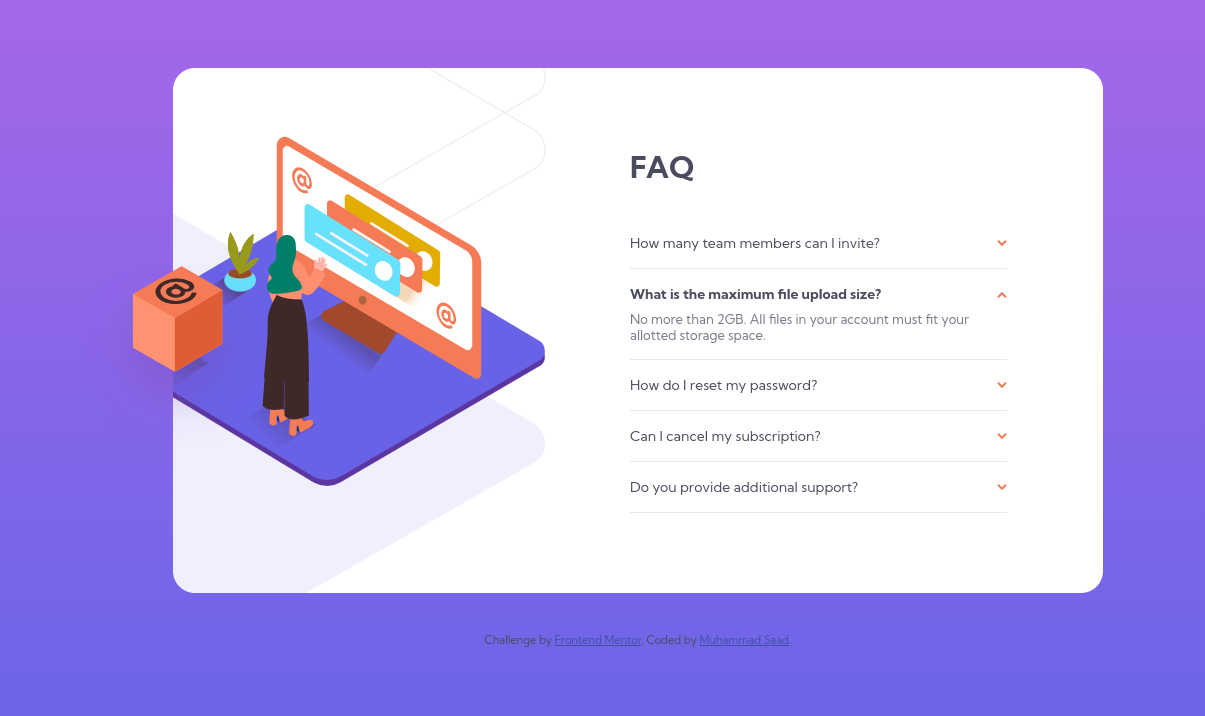 FAQ
How many team members can I invite?
What is the maximum file upload size?
No more than 2GB. All files in your account must fit your
allotted storage space.
How do I reset my password?
Can I cancel my subscription?
Do you provide additional support?
@
@
@
Challenge by Frontend Mentor. Coded by Muhammad Saad.